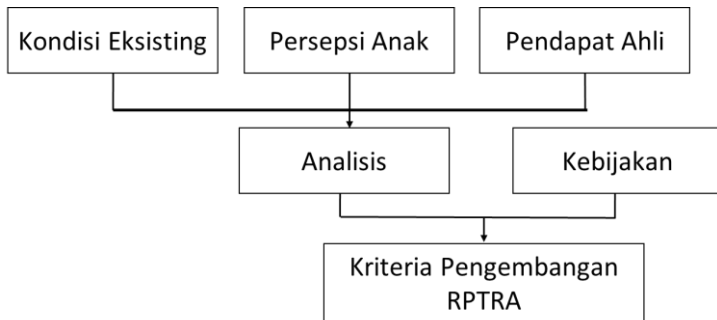 Kondisi Eksisting
Persepsi Anak
Pendapat Ahli
Analisis
Kebijakan
Kriteria Pengembangan
RPTRA